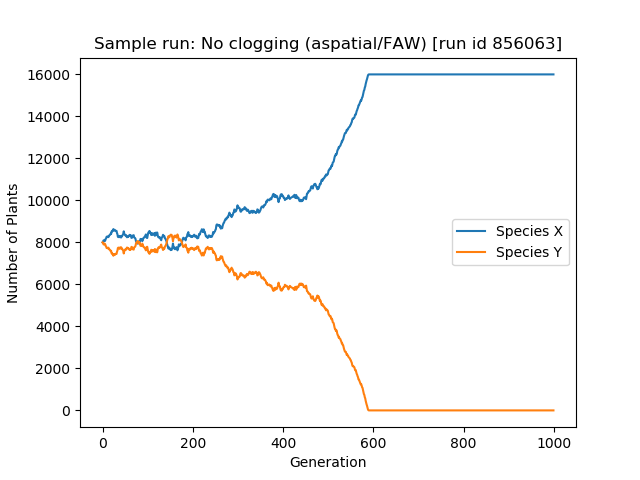 Sample run: No clogging (aspatial/FAW) [run id 856063]
16000
14000
12000
10000
8000
6000
4000
2000
0
Number of Plants
Species X
Species Y
0 200 400 600 800 1000
Generation